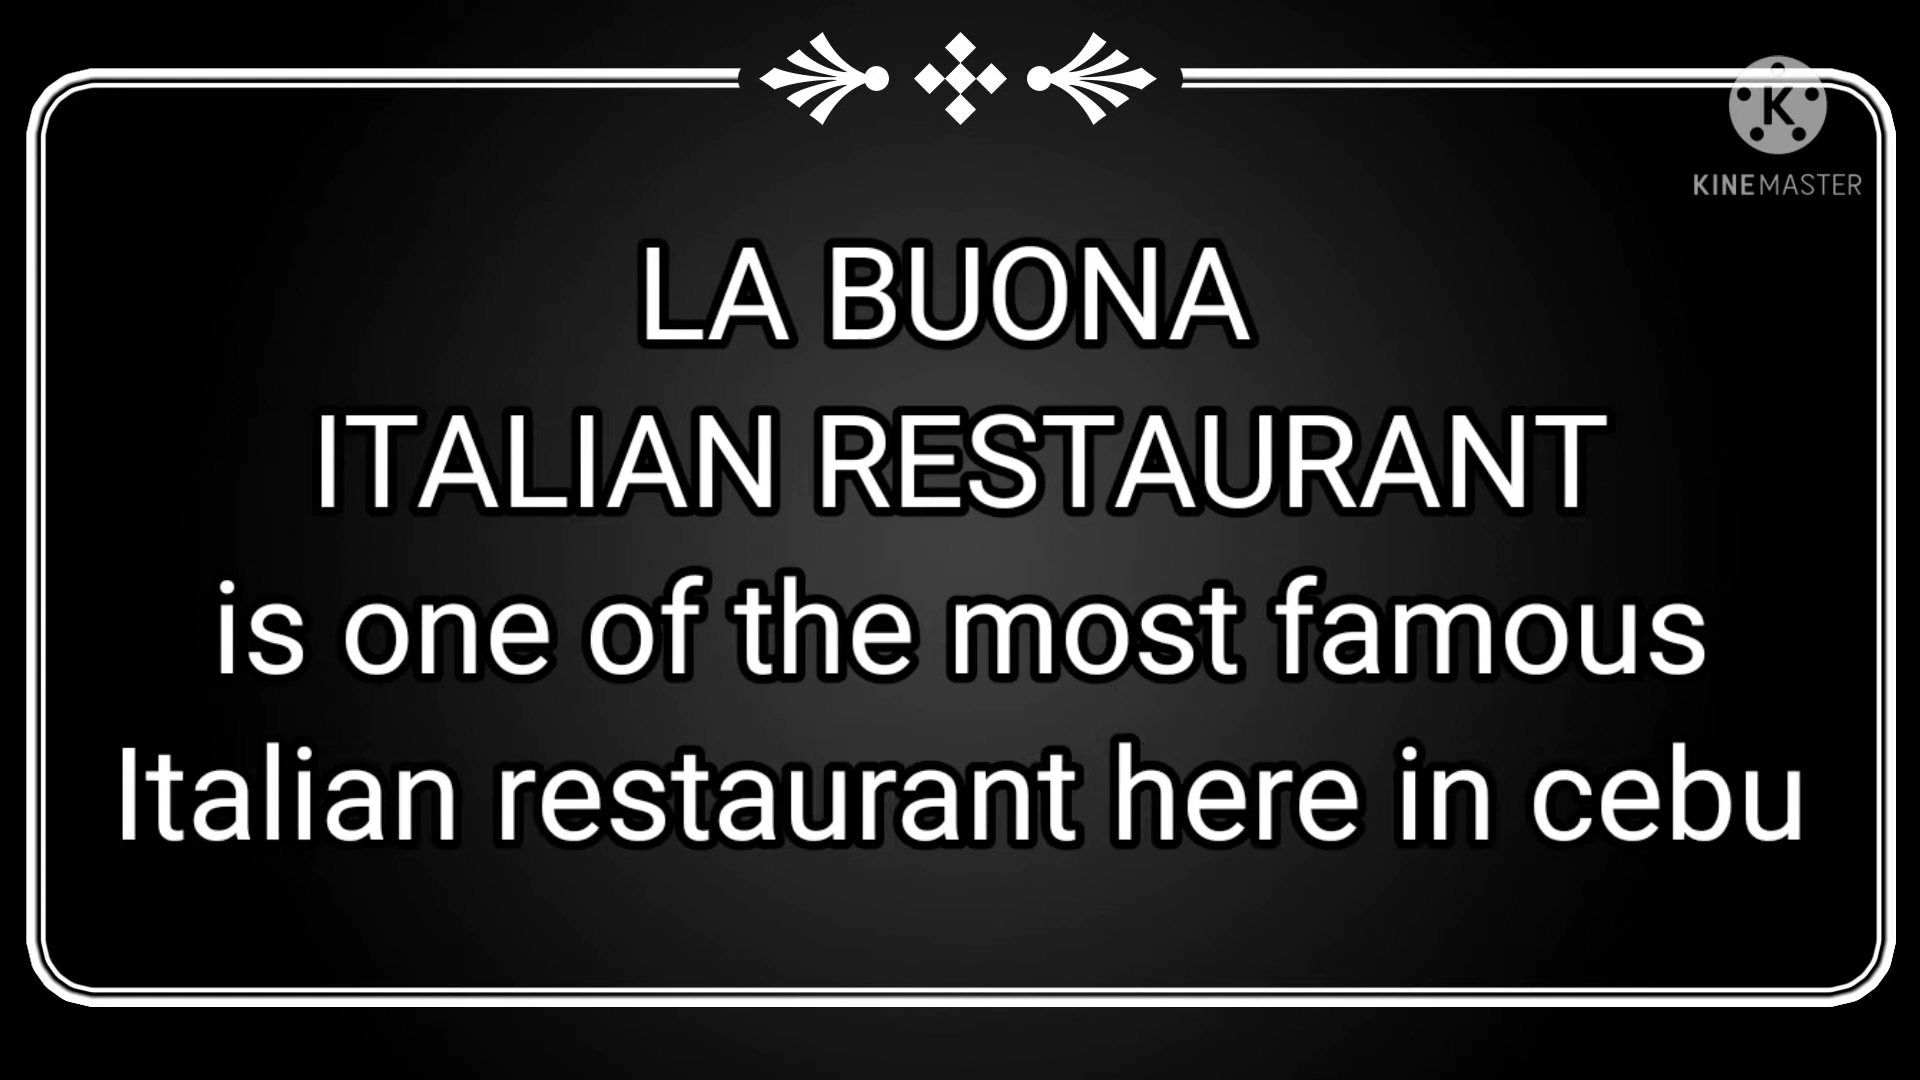 K
KINEMASTER
LA BUONA
ITALIAN RESTAURANT
is one of the most famous
Italian restaurant here in cebu